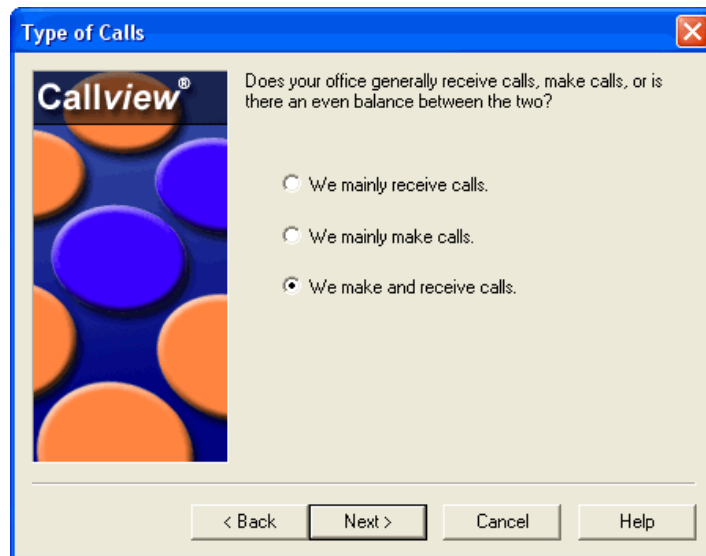 Type of Calls
Callview®
Does your office generally receive calls, make calls, or is
there an even balance between the two?
We mainly receive calls.
We mainly make calls.
We make and receive calls.
< Back
Next >
Cancel
Help